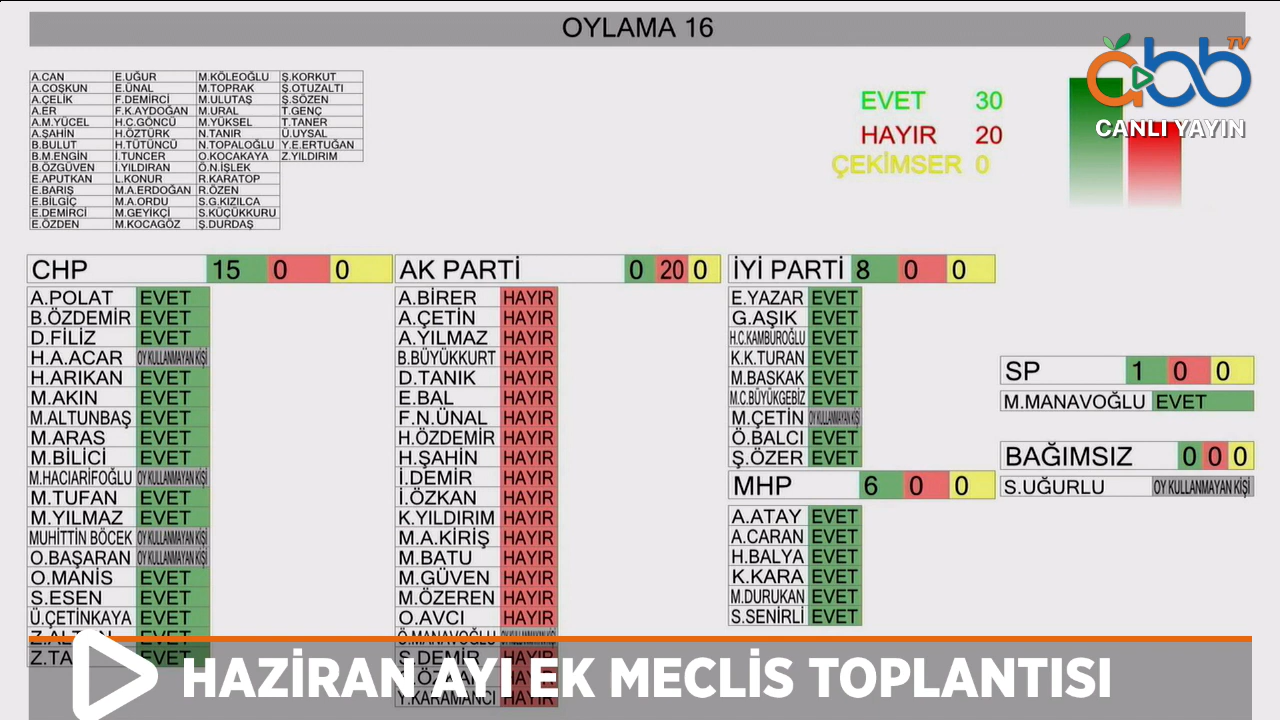 OYLAMA 16
abb TV
CANLI YAYIN
A.CAN E.UĞUR M.KÖLEOĞLU Ş.KORKUT
A.COŞKUN E.ÜNAL M.TOPRAK Ş.OTUZALTI
A.ÇELİK F.DEMİRCİ M.ULUTAŞ Ş.SÖZEN
A.ER F.K.AYDOĞAN M.URAL T.GENÇ
A.M.YÜCEL H.C.GÖNCÜ M.YÜKSEL T.TANER
A.ŞAHİN H.ÖZTÜRK N.TANIR Ü.UYSAL
B.BULUT H.TÜTÜNCÜ N.TOPALOĞLU Y.E.ERTUĞAN
B.M.ENGİN İ.TUNCER O.KOCAKAYA Z.YILDIRIM
B.ÖZGÜVEN İ.YILDIRAN Ö.N.İŞLEK
E.APUTKAN L.KONUR R.KARATOP
E.BARIŞ M.A.ERDOĞAN R.ÖZEN
E.BİLGİÇ M.A.ORDU S.G.KIZILCA
E.DEMİRCİ M.GEYİKÇİ S.KÜÇÜKKURU
E.ÖZDEN M.KOCAGÖZ Ş.DURDAŞ
EVET 30
HAYIR 20
ÇEKİMSER 0
CHP 15 0 0
A.POLAT EVET
B.ÖZDEMİR EVET
D.FİLİZ EVET
H.A.ACAR OY KULLANMAYAN KİŞİ
H.ARIKAN EVET
M.AKIN EVET
M.ALTUNBAŞ EVET
M.ARAS EVET
M.BİLİCİ EVET
M.HACIARİFOĞLU OY KULLANMAYAN KİŞİ
M.TUFAN EVET
M.YILMAZ EVET
MUHİTTİN BÖCEK OY KULLANMAYAN KİŞİ
O.BAŞARAN OY KULLANMAYAN KİŞİ
O.MANİS EVET
S.ESEN EVET
Ü.ÇETİNKAYA EVET
EVET
EVET
AK PARTİ 0 20 0
A.BİRER HAYIR
A.ÇETİN HAYIR
A.YILMAZ HAYIR
B.BÜYÜKKURT HAYIR
D.TANIK HAYIR
E.BAL HAYIR
F.N.ÜNAL HAYIR
H.ÖZDEMİR HAYIR
H.ŞAHİN HAYIR
İ.DEMİR HAYIR
İ.ÖZKAN HAYIR
K.YILDIRIM HAYIR
M.A.KİRİŞ HAYIR
M.BATU HAYIR
M.GÜVEN HAYIR
M.ÖZEREN HAYIR
O.AVCI HAYIR
Ö.MANAVOĞLU OY KULLANMAYAN KİŞİ
S.DEMİR HAYIR
HAYIR
Y.KARAMANCI HAYIR
İYİ PARTİ 8 0 0
E.YAZAR EVET
G.AŞIK EVET
H.C.KAMBUROĞLU EVET
K.K.TURAN EVET
M.BAŞKAK EVET
M.C.BÜYÜKGEBİZ EVET
M.ÇETİN OY KULLANMAYAN KİŞİ
Ö.BALCI EVET
Ş.ÖZER EVET
MHP 6 0 0
A.ATAY EVET
A.CARAN EVET
H.BALYA EVET
K.KARA EVET
M.DURUKAN EVET
S.SENİRLİ EVET
SP 1 0 0
M.MANAVOĞLU EVET
BAĞIMSIZ 0 0 0
S.UĞURLU OY KULLANMAYAN KİŞİ
HAZİRAN AYI EK MECLİS TOPLANTISI